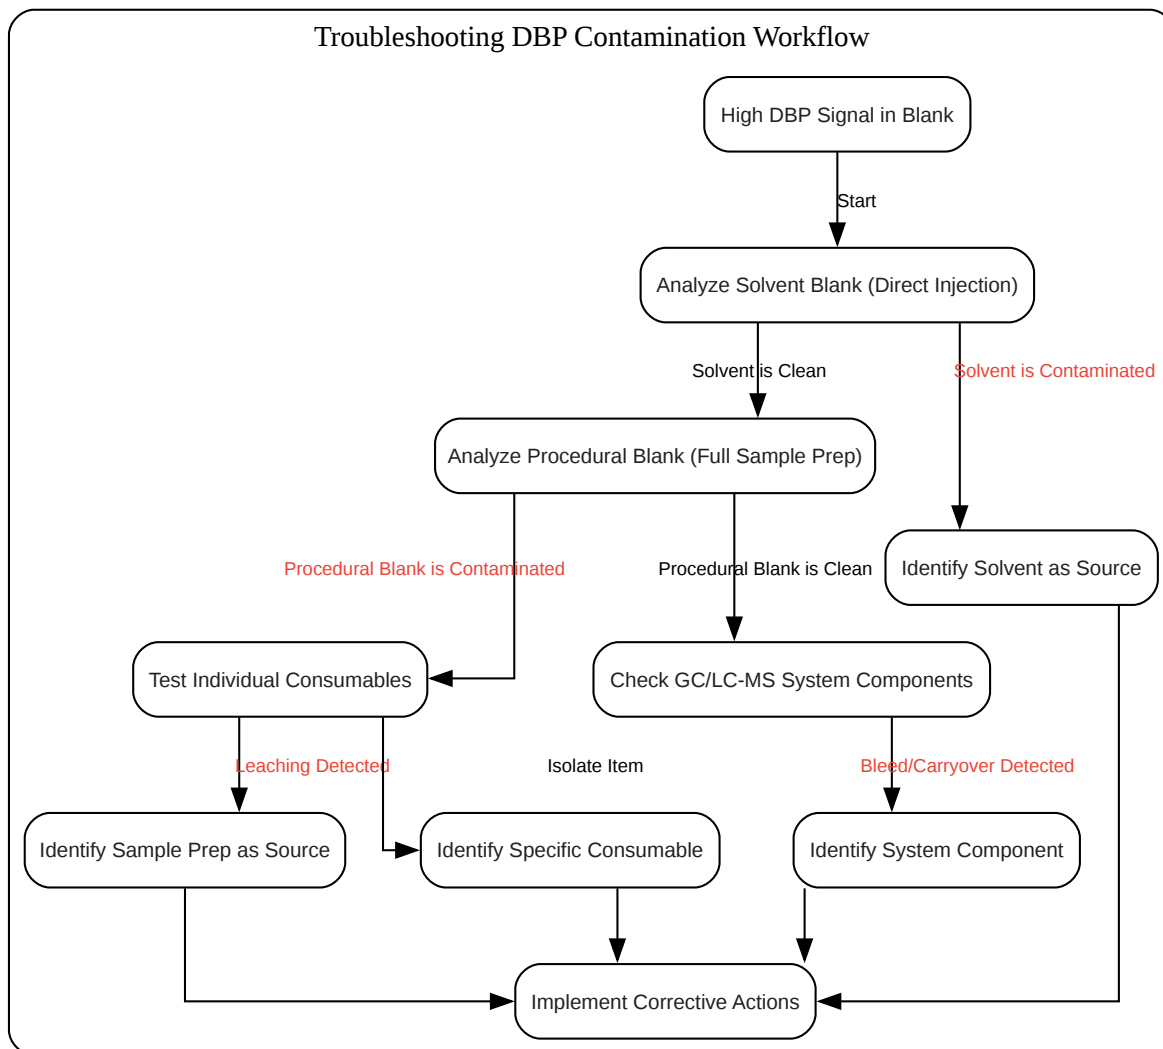 Troubleshooting DBP Contamination Workflow
High DBP Signal in Blank
Start
Analyze Solvent Blank (Direct Injection)
Solvent is Clean
Solvent is Contaminated
Analyze Procedural Blank (Full Sample Prep)
Procedural Blank is Contaminated
Procedural Blank is Clean
Identify Solvent as Source
Test Individual Consumables
Check GC/LC-MS System Components
Leaching Detected
Isolate Item
Bleed/Carryover Detected
Identify Sample Prep as Source
Identify Specific Consumable
Identify System Component
Implement Corrective Actions